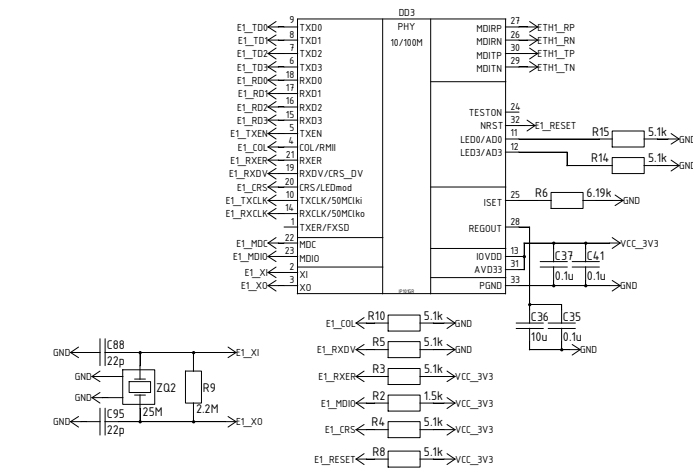 DD3
PHY
10/100M
E1_TD0 9 TXD0
E1_TD1 8 TXD1
E1_TD2 7 TXD2
E1_TD3 6 TXD3
E1_RD0 18 RXD0
E1_RD1 17 RXD1
E1_RD2 16 RXD2
E1_RD3 15 RXD3
E1_TXEN 5 TXEN
E1_COL 4 COL/RMII
E1_RXER 21 RXER
E1_RXDV 19 RXDV/CRS_DV
E1_CRS 20 CRS/LEDmod
E1_TXCLK 10 TXCLK/50MClki
E1_RXCLK 14 RXCLK/50MClko
1 TXER/FXSD
E1_MDC 22 MDC
E1_MDIO 23 MDIO
E1_XI 2 XI
E1_XO 3 XO
MDIRP 27 ETH1_RP
MDIRN 26 ETH1_RN
MDITP 30 ETH1_TP
MDITN 29 ETH1_TN
TESTON 24
NRST 32 E1_RESET
LED0/AD0 11 R15 5.1k GND
LED3/AD3 12 R14 5.1k GND
ISET 25 R6 6.19k GND
REGOUT 28
IOVDD 13 VCC_3V3
AVD33 31
C37 0.1u
C41 0.1u
PGND 33 GND
C36 10u
C35 0.1u
GND
E1_COL R10 5.1k GND
E1_RXDV R5 5.1k GND
E1_RXER R3 5.1k VCC_3V3
E1_MDIO R2 1.5k VCC_3V3
E1_CRS R4 5.1k VCC_3V3
E1_RESET R8 5.1k VCC_3V3
GND C88 22p E1_XI
GND
GND
ZQ2 25M
R9 2.2M
GND C95 22p E1_XO